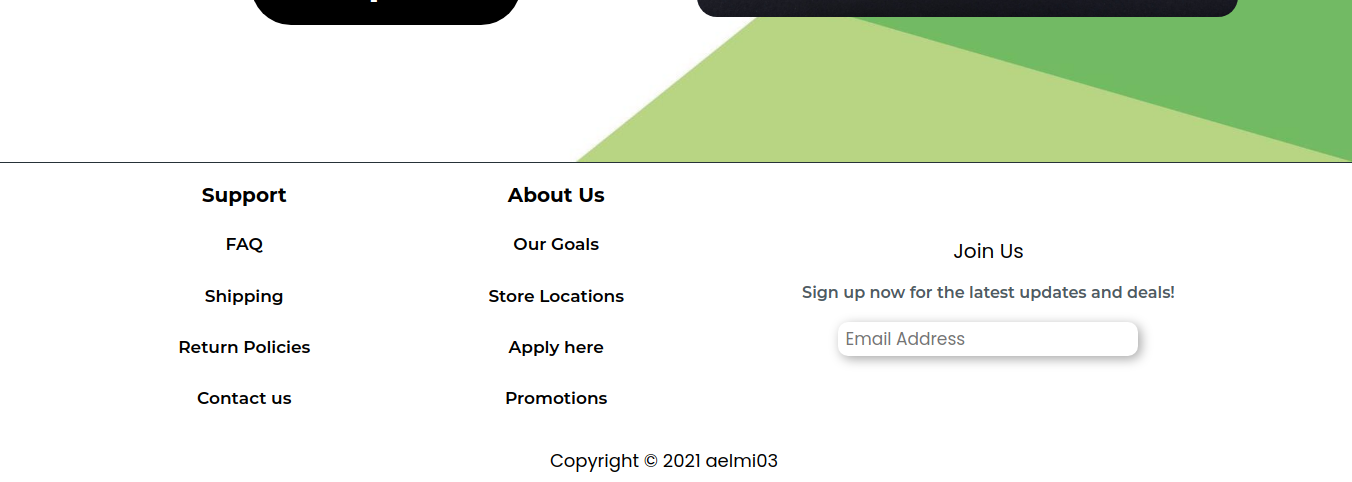 Support
FAQ
Shipping
Return Policies
Contact us
About Us
Our Goals
Store Locations
Apply here
Promotions
Join Us
Sign up now for the latest updates and deals!
Email Address
Copyright © 2021 aelmi03